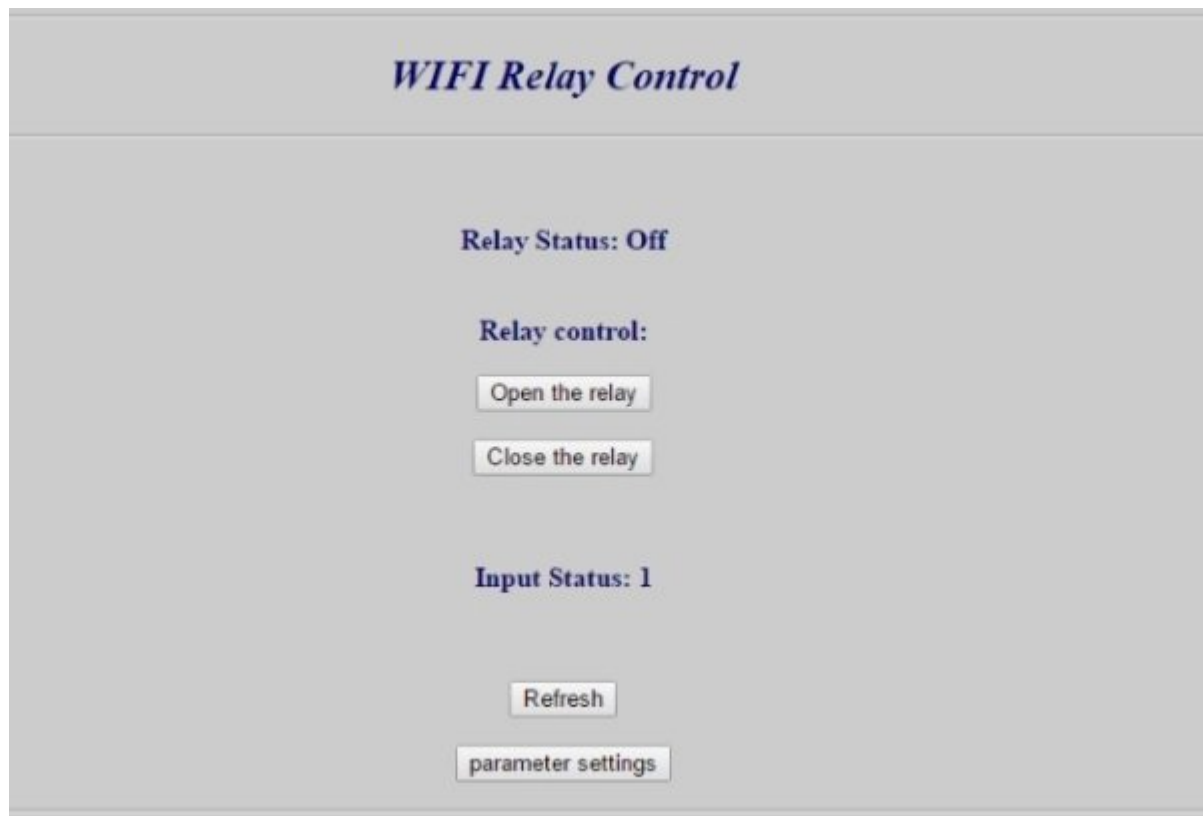 WIFI Relay Control
Relay Status: Off
Relay control:
Open the relay
Close the relay
Input Status: 1
Refresh
parameter settings